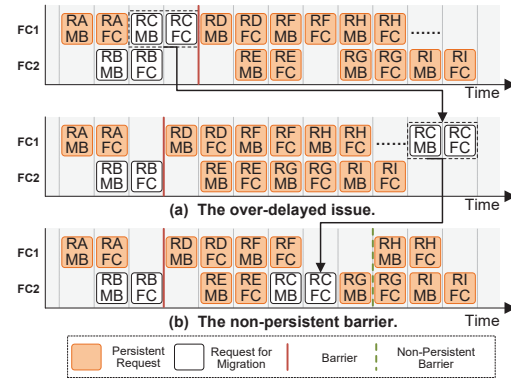 RA RA RC RC RD RD RF RF RH RH
FC1 MB FC MB FC MB FC MB FC MB FC ......
RB RB RE RE RG RG RI RI
FC2 MB FC MB FC MB FC MB FC
Time
RA RA RD RD RF RF RH RH RC RC
FC1 MB FC MB FC MB FC MB FC ...... MB FC
RB RB RE RE RG RG RI RI
FC2 MB FC MB FC MB FC MB FC
Time
(a) The over-delayed issue.
RA RA RD RD RF RF RH RH
FC1 MB FC MB FC MB FC MB FC
RB RB RE RE RC RC RG RG RI RI
FC2 MB FC MB FC MB FC MB FC MB FC
Time
(b) The non-persistent barrier.
Persistent Request
Request for Migration
Barrier
Non-Persistent Barrier